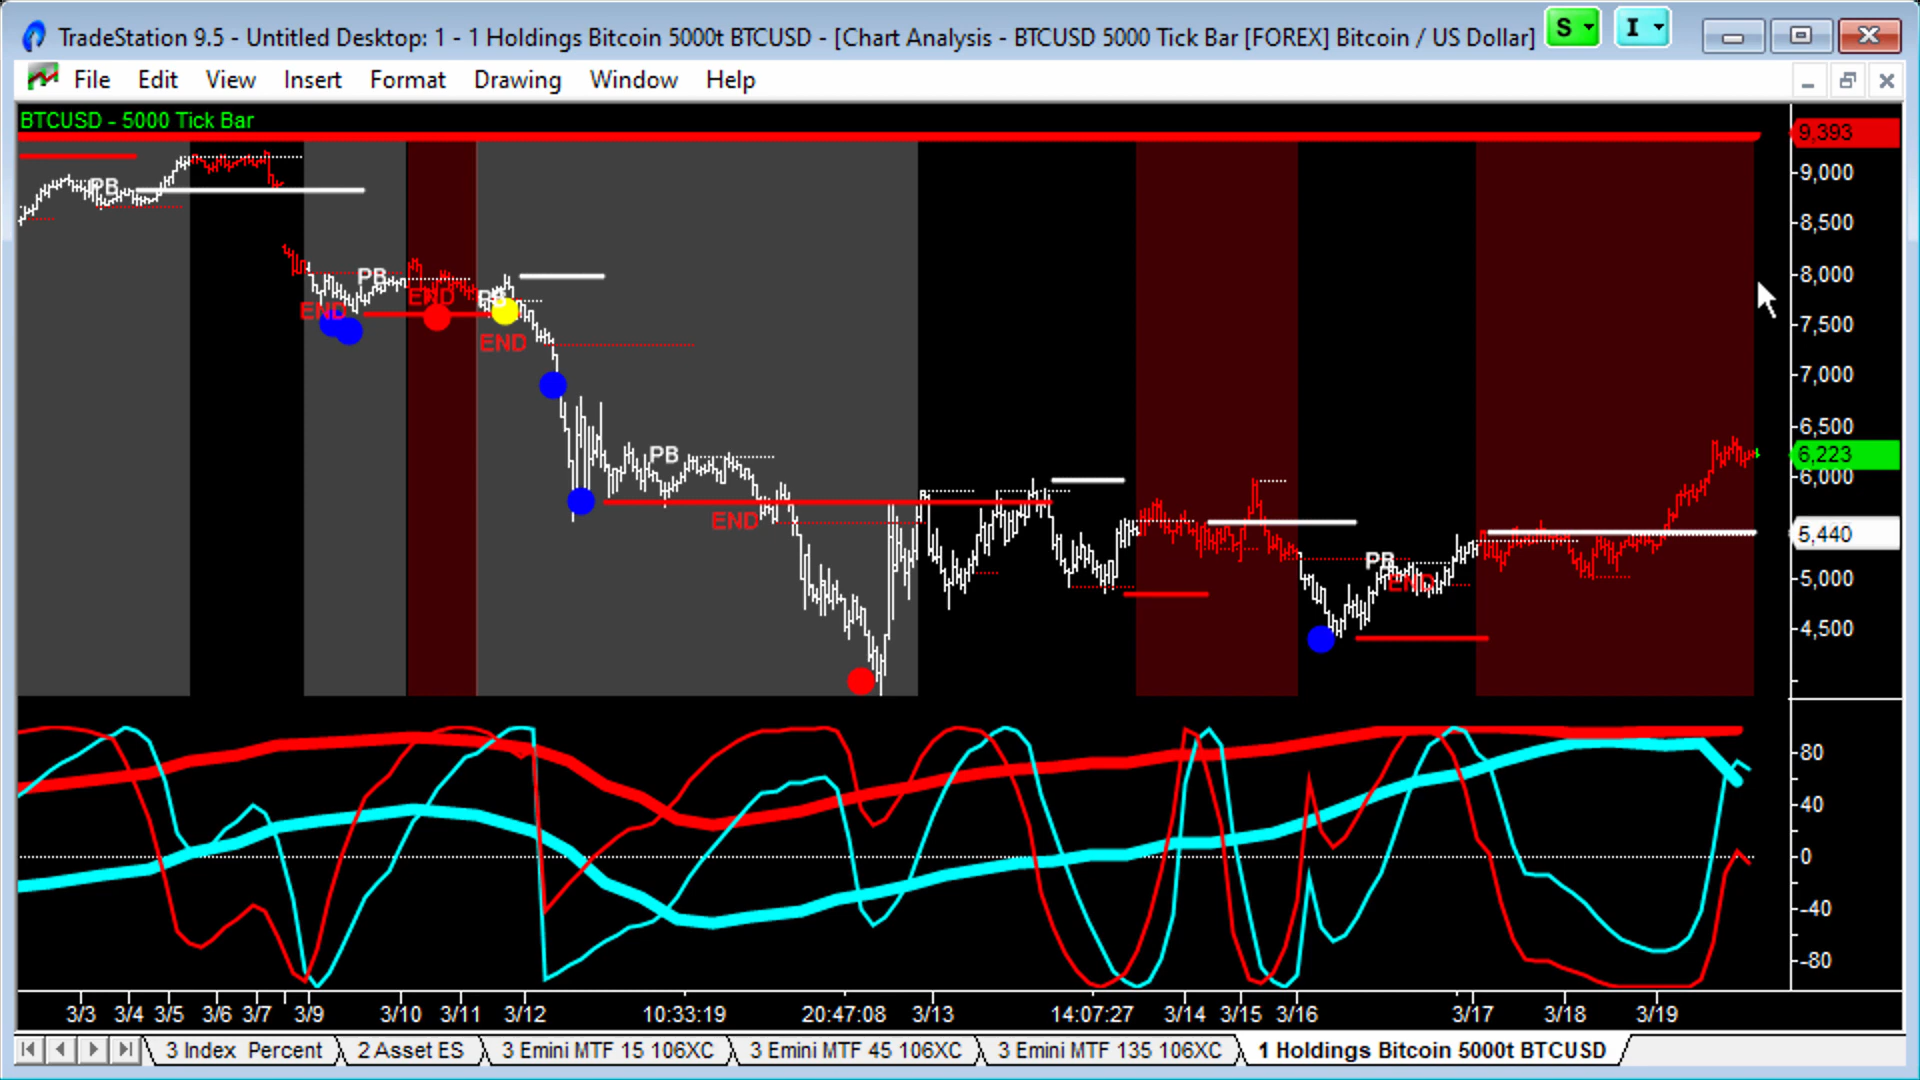 TradeStation 9.5 - Untitled Desktop: 1 - 1 Holdings Bitcoin 5000t BTCUSD - [Chart Analysis - BTCUSD 5000 Tick Bar [FOREX] Bitcoin / US Dollar]
S
I
File Edit View Insert Format Drawing Window Help
BTCUSD - 5000 Tick Bar
9,393
9,000
PB
8,500
8,000
PB
END
PB
END
7,500
END
7,000
6,500
PB
6,223
6,000
END
5,440
PB
END
5,000
4,500
80
40
0
-40
-80
3/3 3/4 3/5 3/6 3/7 3/9 3/10 3/11 3/12 10:33:19 20:47:08 3/13 14:07:27 3/14 3/15 3/16 3/17 3/18 3/19
3 Index Percent 2 Asset ES 3 Emini MTF 15 106XC 3 Emini MTF 45 106XC 3 Emini MTF 135 106XC 1 Holdings Bitcoin 5000t BTCUSD